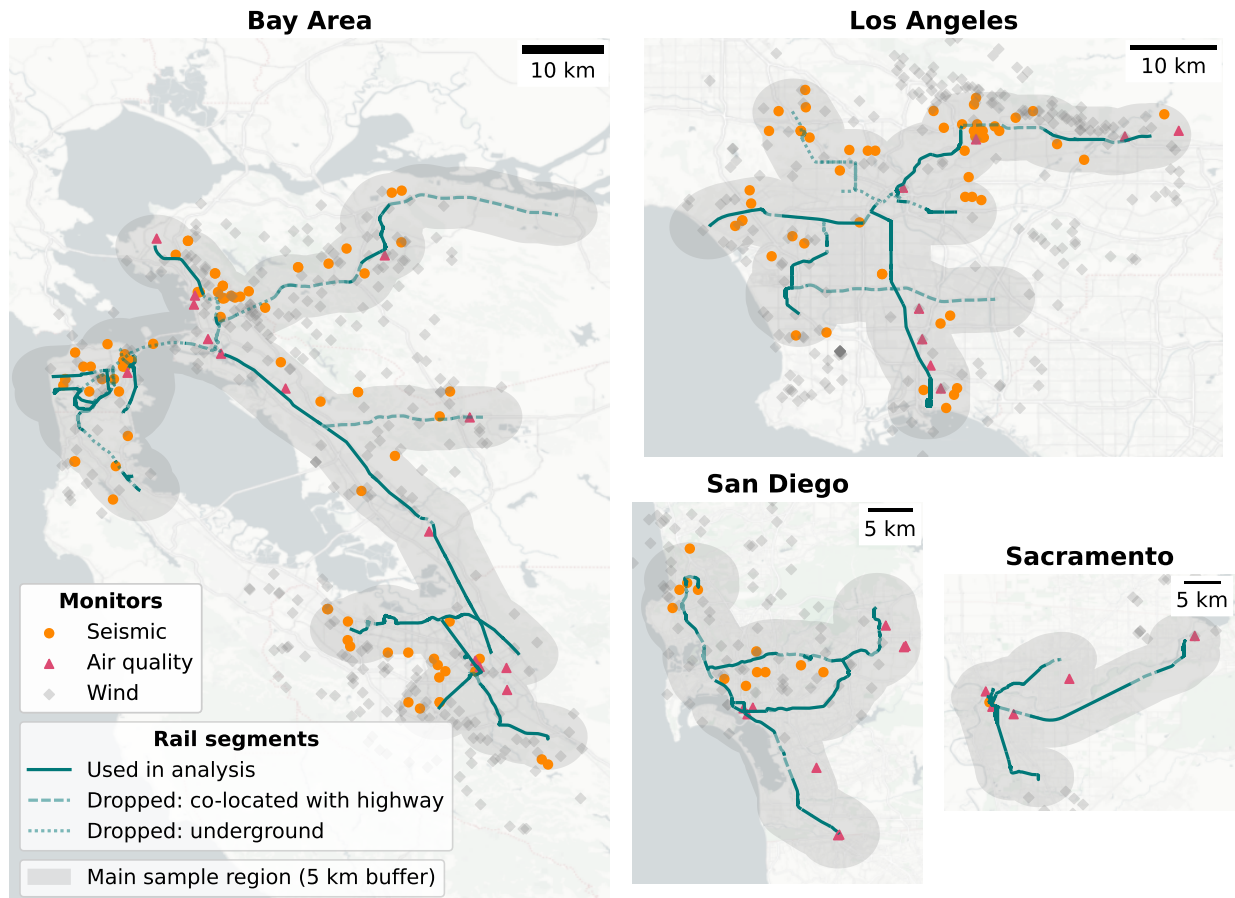 Bay Area
10 km
Los Angeles
10 km
San Diego
5 km
Sacramento
5 km
Monitors
Seismic
Air quality
Wind
Rail segments
Used in analysis
Dropped: co-located with highway
Dropped: underground
Main sample region (5 km buffer)